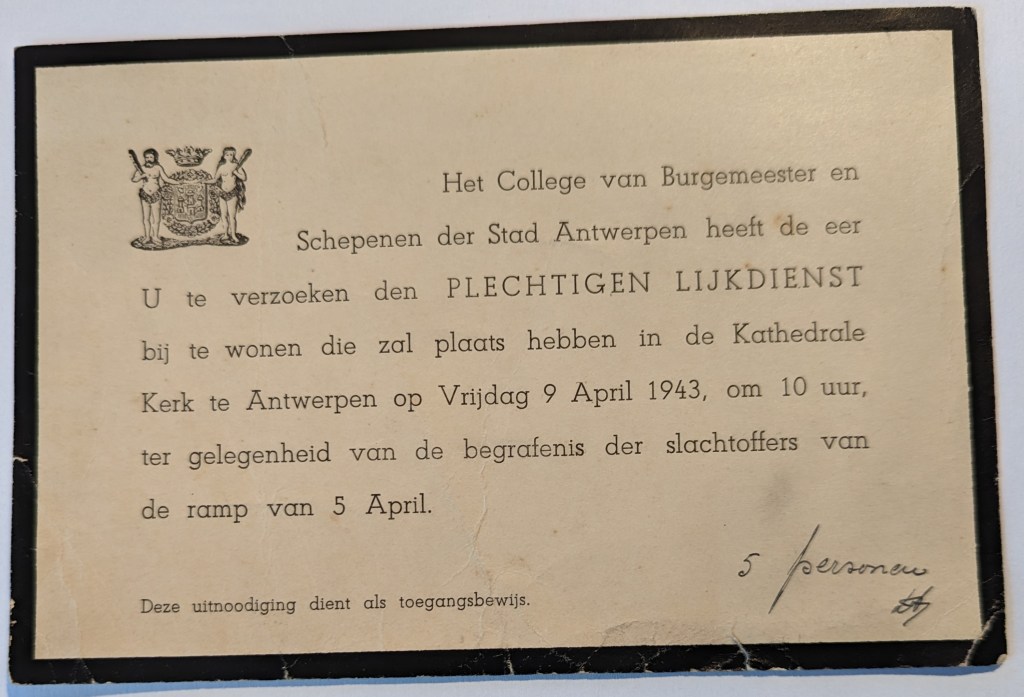 Het College van Burgemeester en
Schepenen der Stad Antwerpen heeft de eer
U te verzoeken den PLECHTIGEN LIJKDIENST
bij te wonen die zal plaats hebben in de Kathedrale
Kerk te Antwerpen op Vrijdag 9 April 1943, om 10 uur,
ter gelegenheid van de begrafenis der slachtoffers van
de ramp van 5 April.
5 personen
Deze uitnoodiging dient als toegangsbewijs.